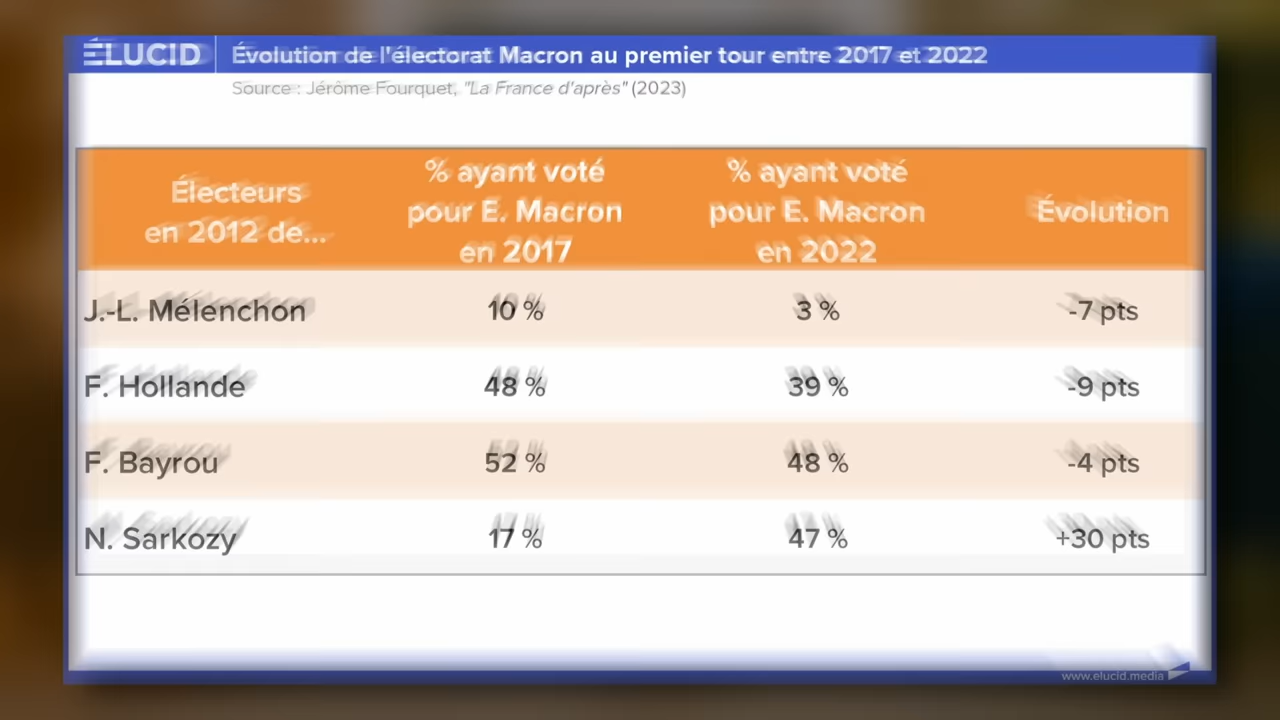 ÉLUCID
Évolution de l'électorat Macron au premier tour entre 2017 et 2022
Source : Jérôme Fourquet, "La France d'après" (2023)
Électeurs en 2012 de... % ayant voté pour E. Macron en 2017 % ayant voté pour E. Macron en 2022 Évolution
J.-L. Mélenchon 10 % 3 % -7 pts
F. Hollande 48 % 39 % -9 pts
F. Bayrou 52 % 48 % -4 pts
N. Sarkozy 17 % 47 % +30 pts
www.elucid.media